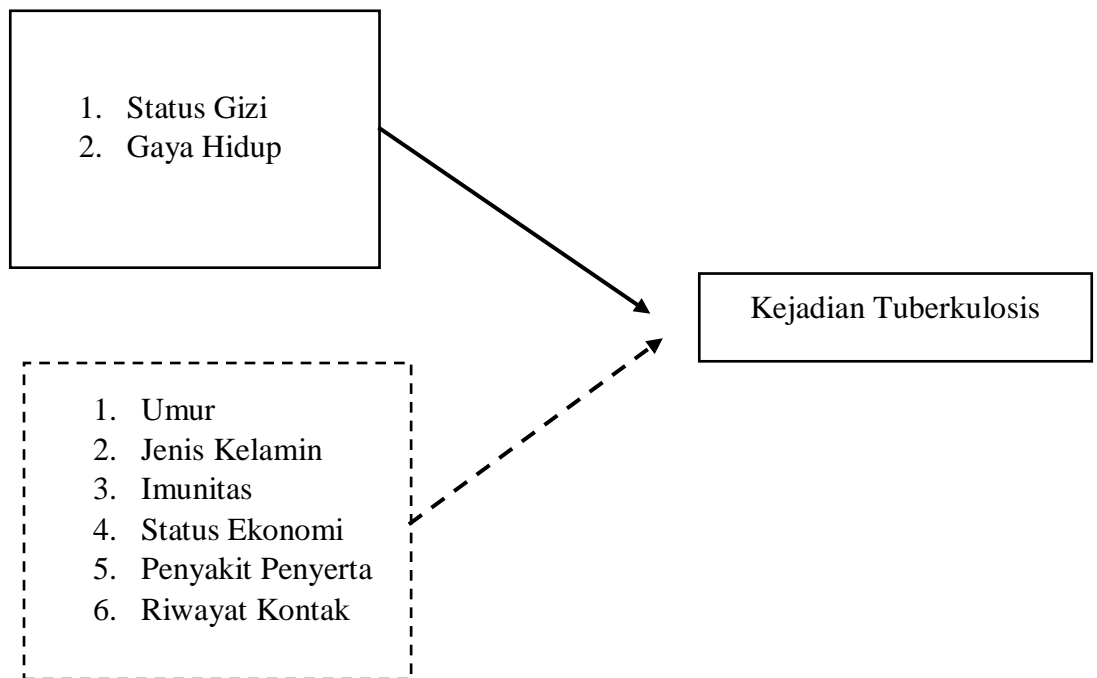 1. Status Gizi
2. Gaya Hidup
Kejadian Tuberkulosis
1. Umur
2. Jenis Kelamin
3. Imunitas
4. Status Ekonomi
5. Penyakit Penyerta
6. Riwayat Kontak